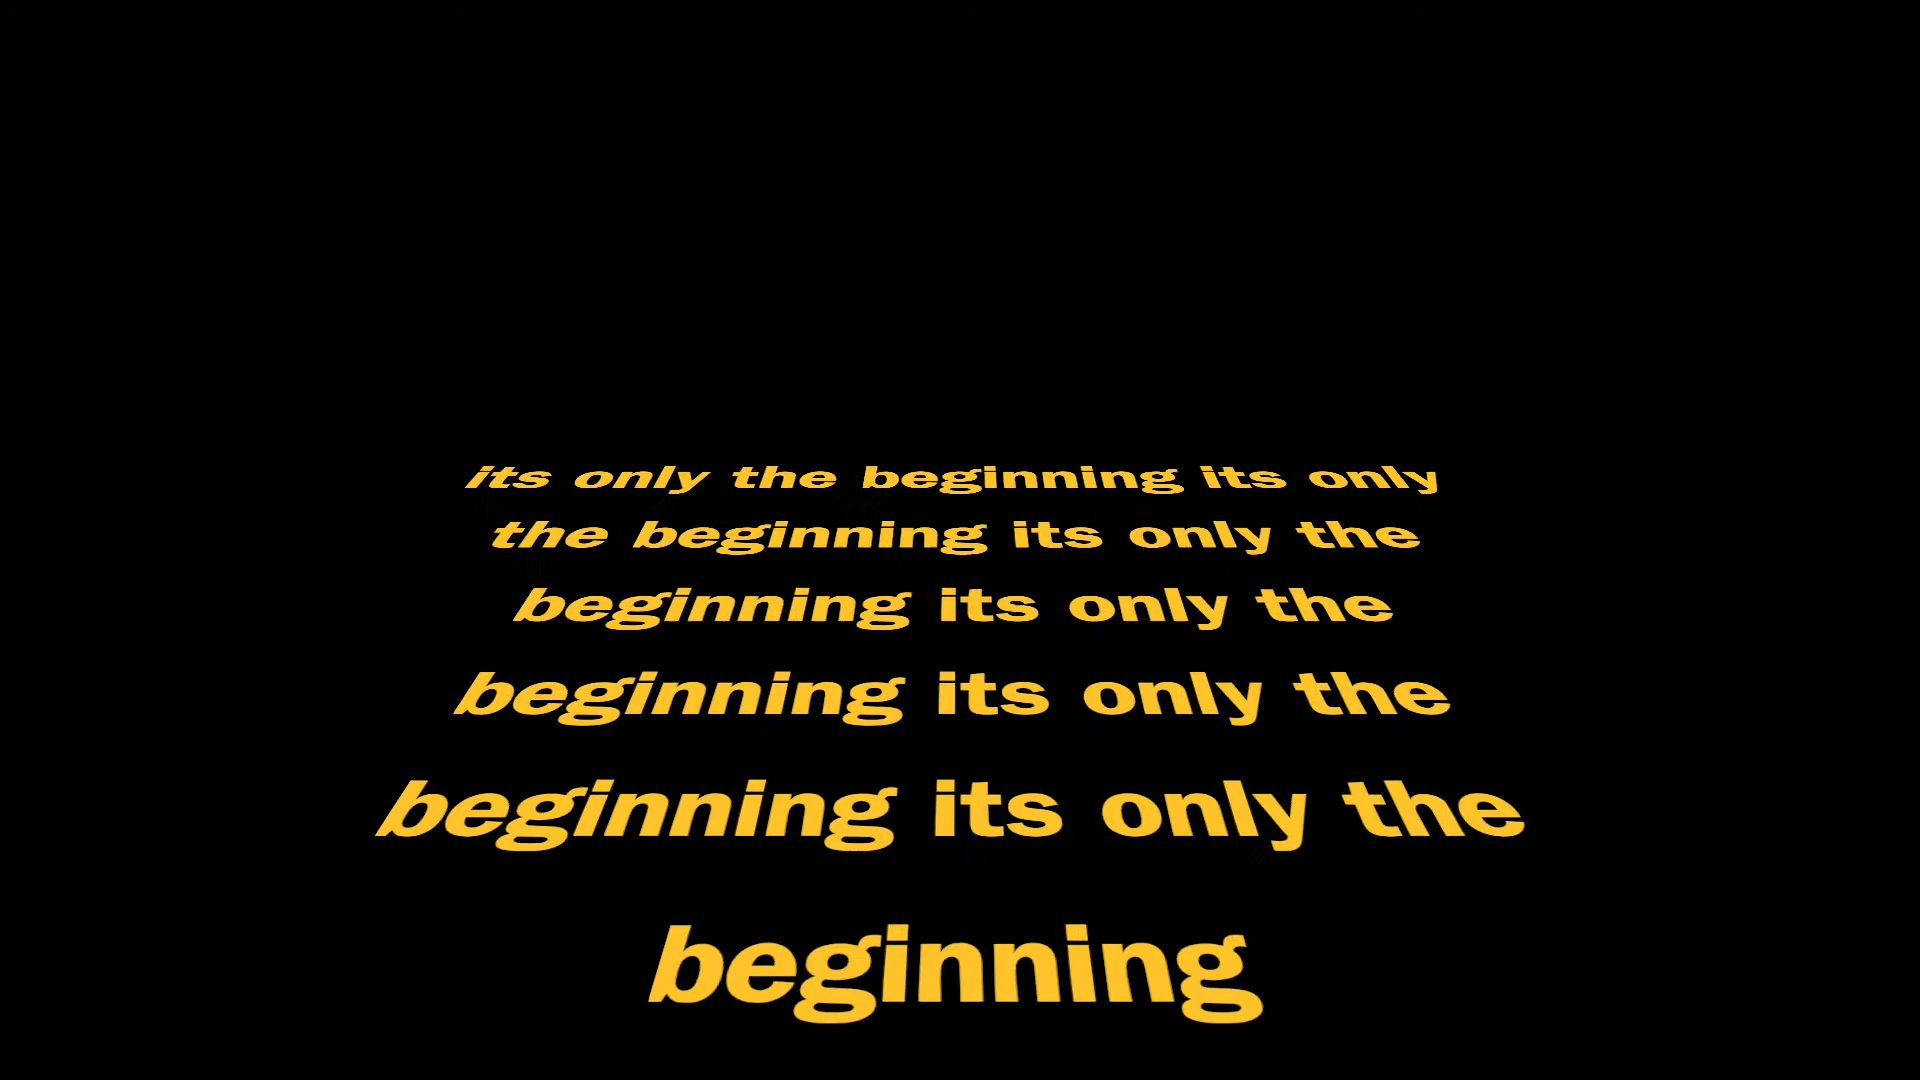 its only the beginning its only
the beginning its only the
beginning its only the
beginning its only the
beginning its only the
beginning